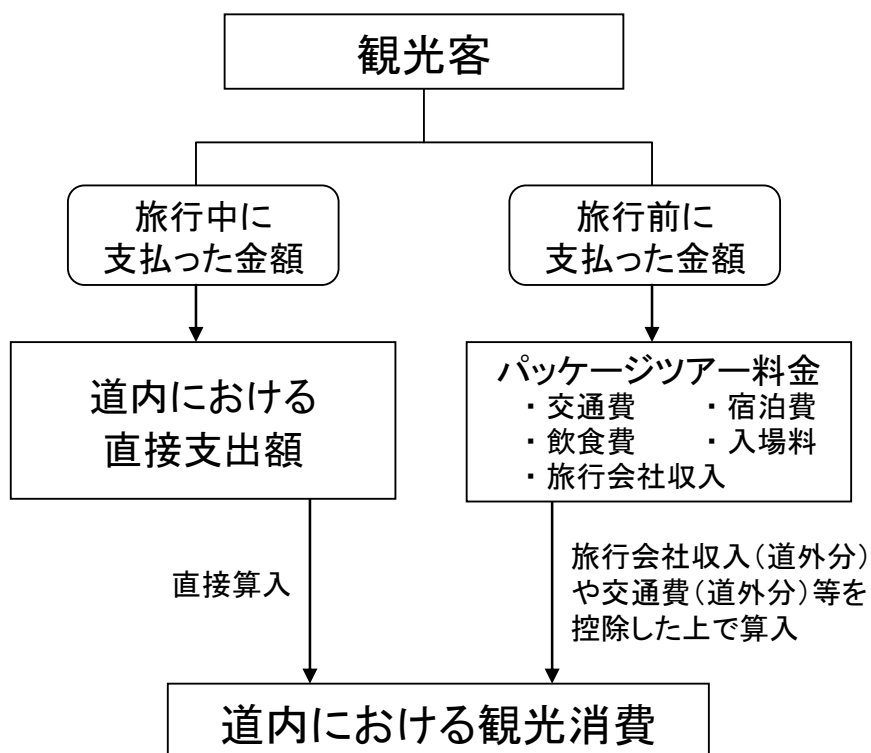 観光客
旅行中に
支払った金額
旅行前に
支払った金額
道内における
直接支出額
パッケージツアー料金
・交通費 ・宿泊費
・飲食費 ・入場料
・旅行会社収入
直接算入
旅行会社収入（道外分）
や交通費（道外分）等を
控除した上で算入
道内における観光消費